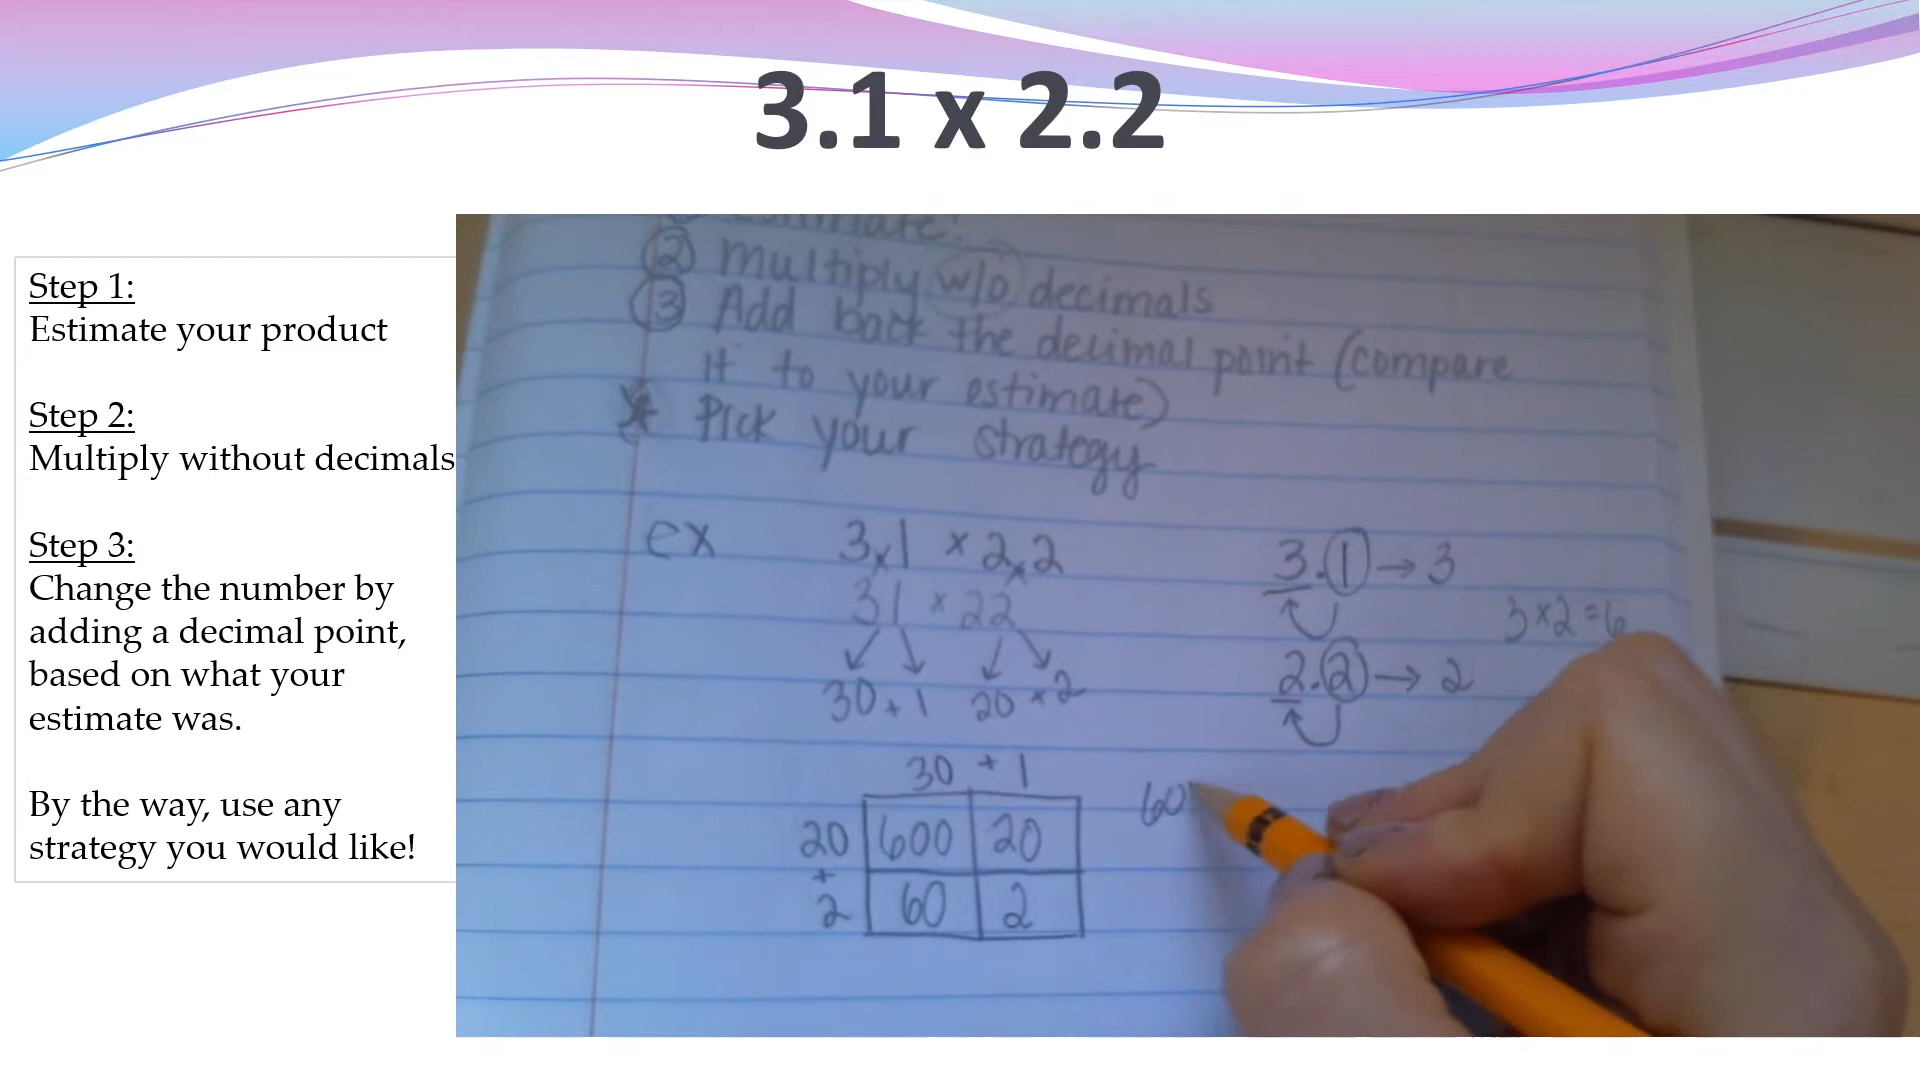 3.1 x 2.2
Step 1:
Estimate your product
Step 2:
Multiply without decimals
Step 3:
Change the number by
adding a decimal point,
based on what your
estimate was.
By the way, use any
strategy you would like!
estimate.
② multiply w/o decimals
③ Add back the decimal point (compare
it to your estimate)
* Pick your strategy
ex 3.1 × 2.2
31 × 22
30 + 1 20 + 2
3.1 → 3
3×2=6
2.2 → 2
30 + 1
20 600 20
+
2 60 2
60